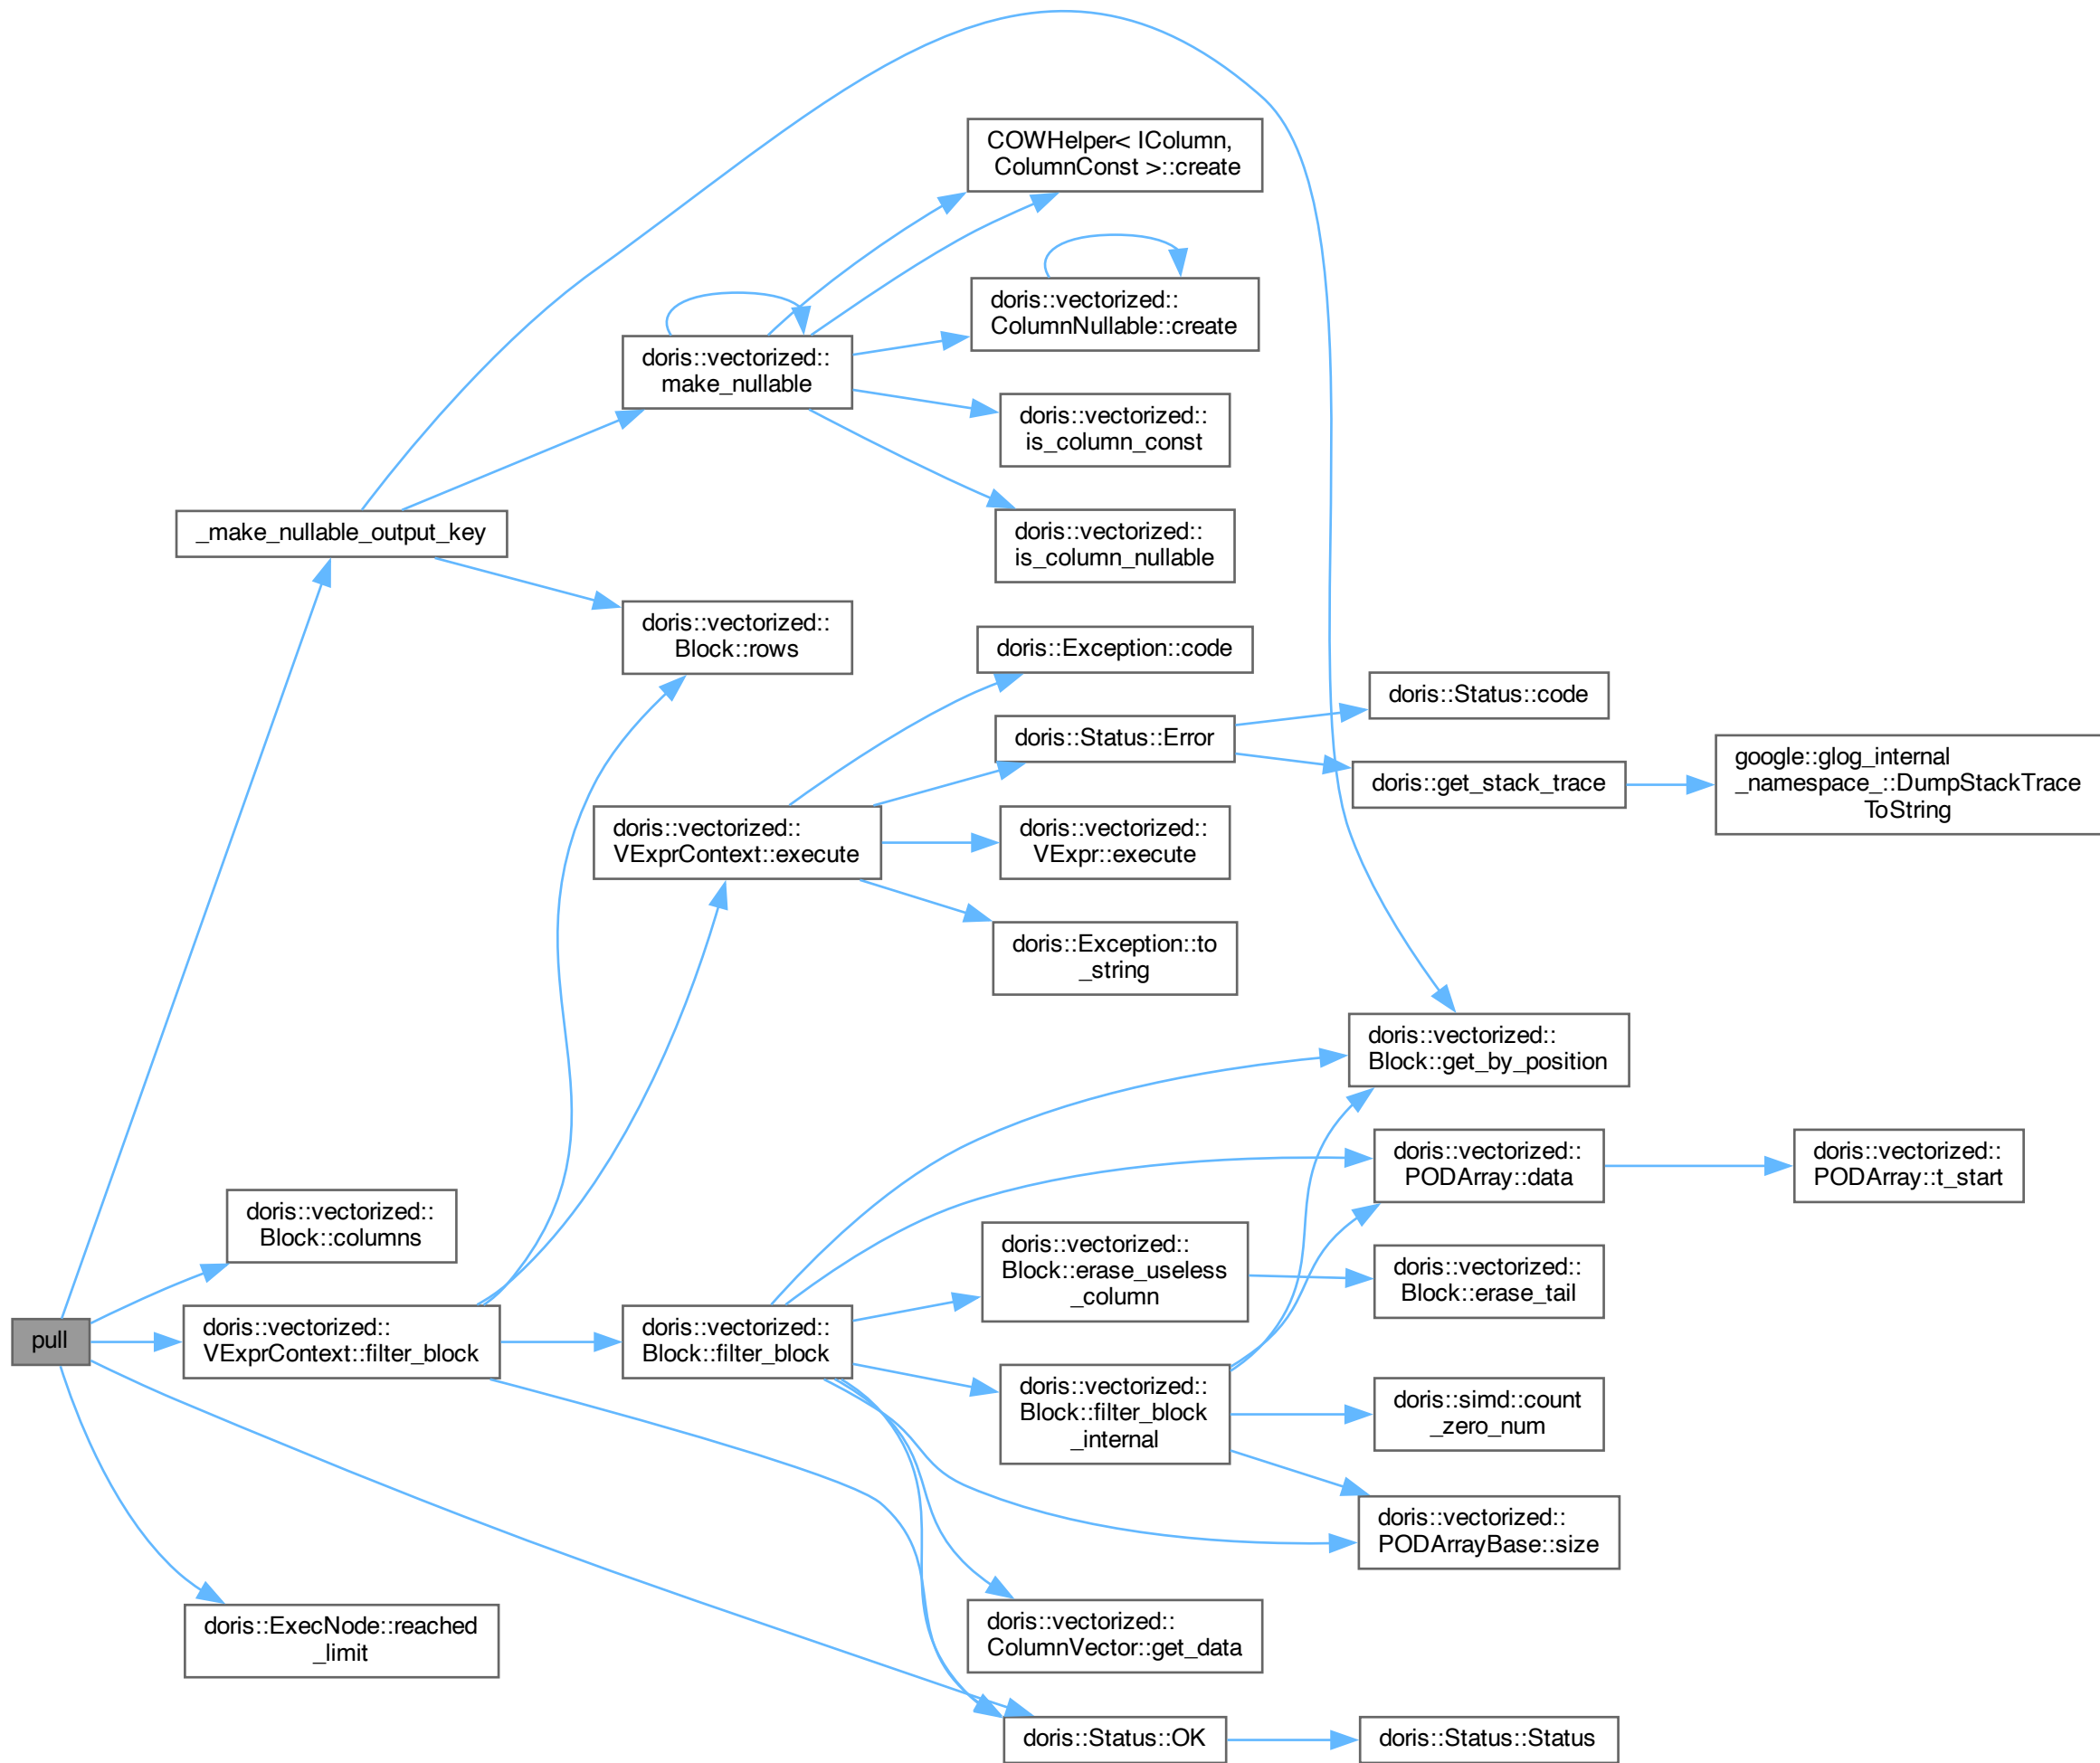 COWHelper< IColumn,
ColumnConst >::create
doris::vectorized::
ColumnNullable::create
doris::vectorized::
make_nullable
doris::vectorized::
is_column_const
_make_nullable_output_key
doris::vectorized::
is_column_nullable
doris::vectorized::
Block::rows
doris::Exception::code
doris::Status::code
doris::Status::Error
google::glog_internal
_namespace_::DumpStackTrace
ToString
doris::get_stack_trace
doris::vectorized::
VExprContext::execute
doris::vectorized::
VExpr::execute
doris::Exception::to
_string
doris::vectorized::
Block::get_by_position
doris::vectorized::
PODArray::data
doris::vectorized::
PODArray::t_start
doris::vectorized::
Block::columns
doris::vectorized::
Block::erase_useless
_column
doris::vectorized::
Block::erase_tail
pull
doris::vectorized::
VExprContext::filter_block
doris::vectorized::
Block::filter_block
doris::vectorized::
Block::filter_block
_internal
doris::simd::count
_zero_num
doris::vectorized::
PODArrayBase::size
doris::ExecNode::reached
_limit
doris::vectorized::
ColumnVector::get_data
doris::Status::OK
doris::Status::Status